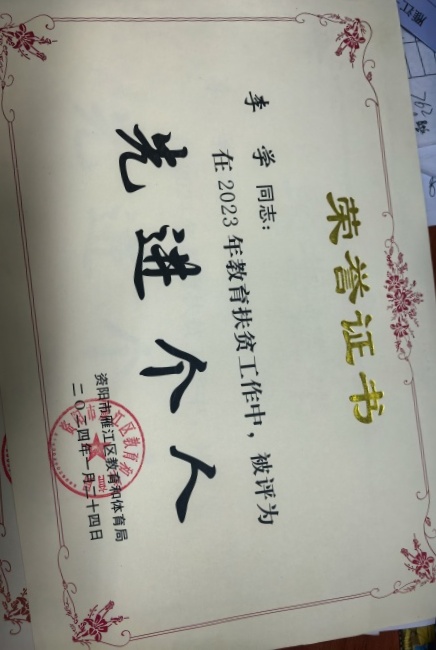 荣誉证书
李 学 同志:
在2023年教育扶贫工作中，被评为
先进个人
资阳市雁江区教育和体育局
二〇二四年一月二十四日